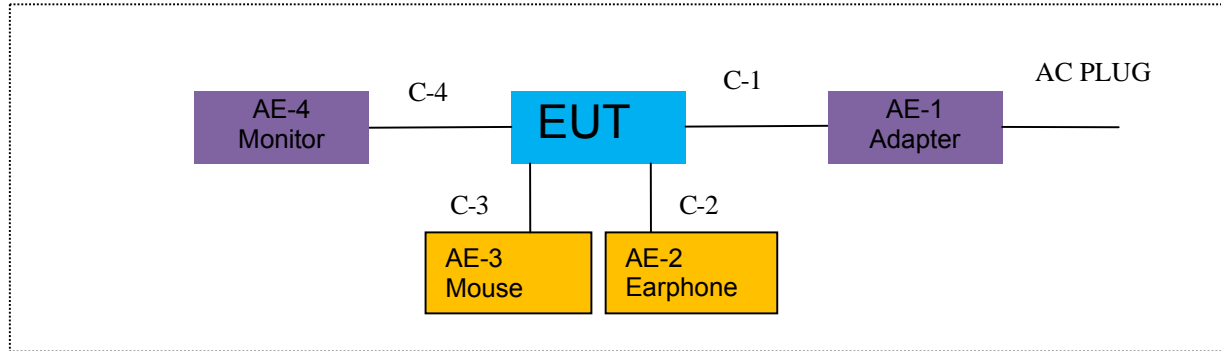 AC PLUG
C-4
C-1
AE-4
Monitor
EUT
AE-1
Adapter
C-3
C-2
AE-3
Mouse
AE-2
Earphone